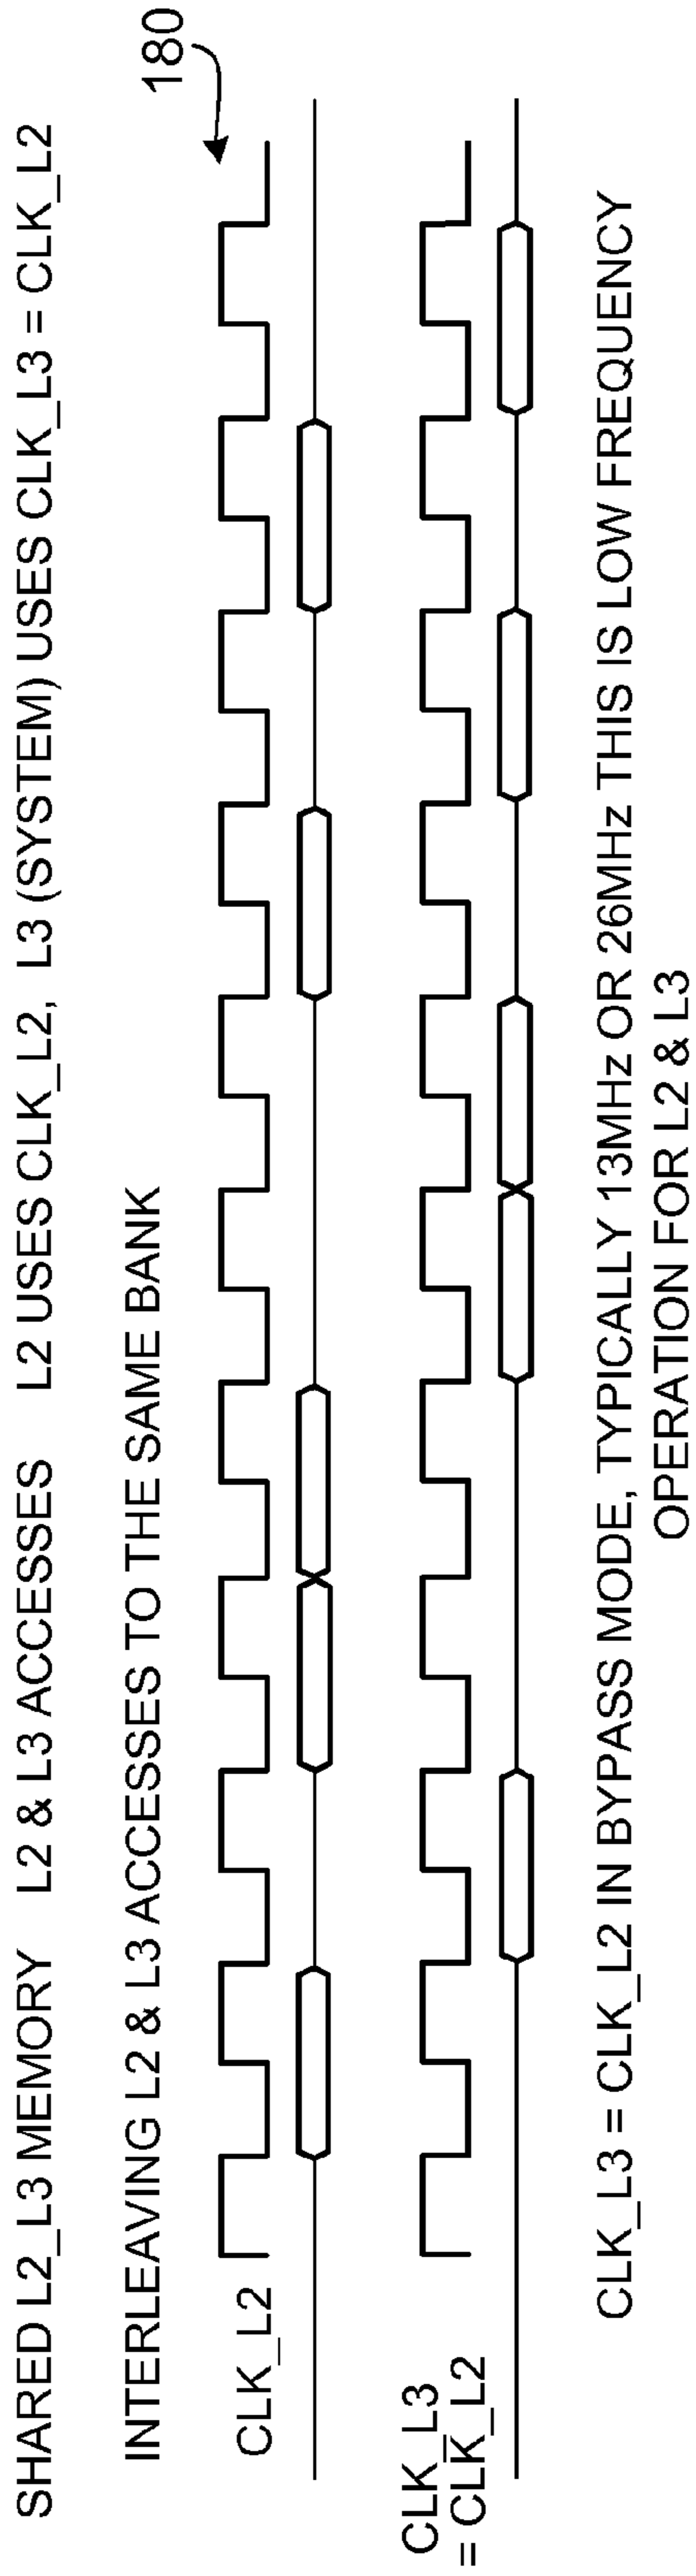 SHARED L2_L3 MEMORY L2 & L3 ACCESSES L2 USES CLK_L2, L3 (SYSTEM) USES CLK_L3 = CLK_L2
INTERLEAVING L2 & L3 ACCESSES TO THE SAME BANK
180
CLK_L2
CLK_L3
= CLK_L2
CLK_L3 = CLK_L2 IN BYPASS MODE, TYPICALLY 13MHz OR 26MHz THIS IS LOW FREQUENCY
OPERATION FOR L2 & L3